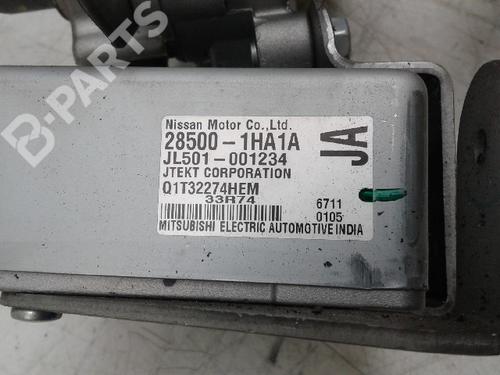 Nissan Motor Co.,Ltd.
28500-1HA1A
JL501-001234
JTEKT CORPORATION
Q1T32274HEM
33R74
MITSUBISHI ELECTRIC AUTOMOTIVE INDIA
6711
0105
JA
B-PARTS